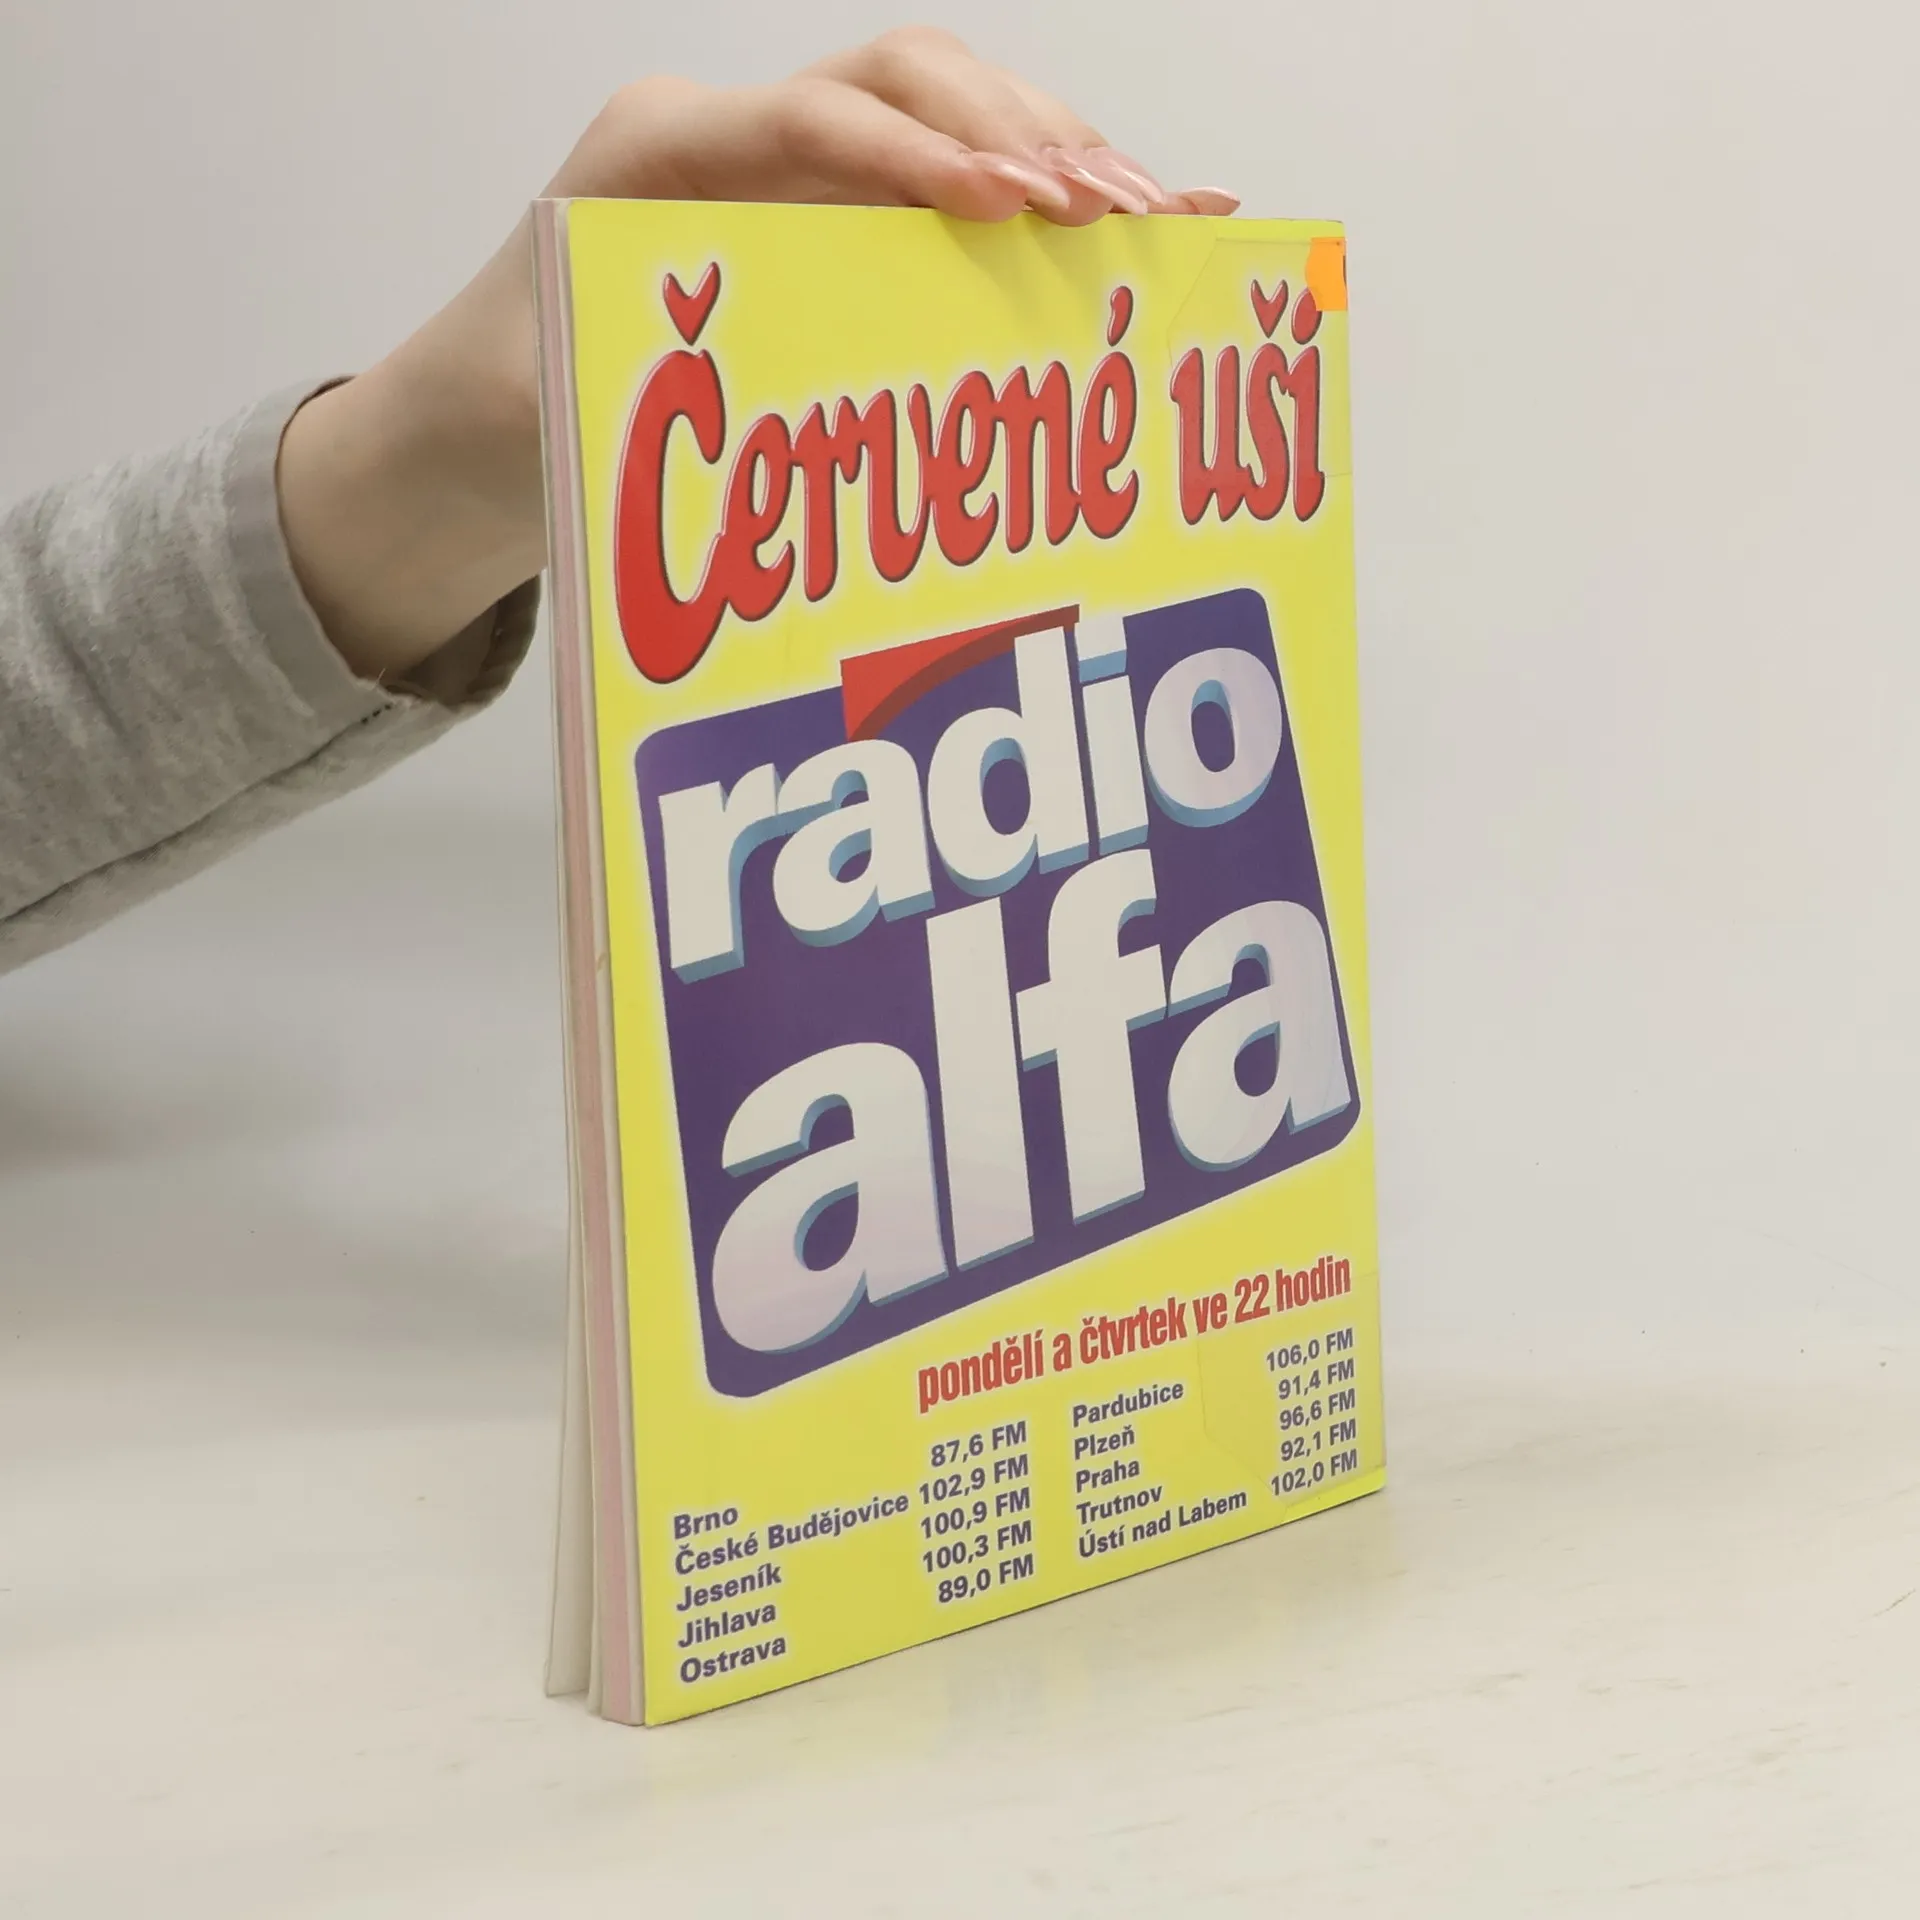 Červené uši
radio
alfa
pondělí a čtvrtek ve 22 hodin
Brno 87,6 FM
České Budějovice 102,9 FM
Jeseník 100,9 FM
Jihlava 100,3 FM
Ostrava 89,0 FM
Pardubice 106,0 FM
Plzeň 91,4 FM
Praha 96,6 FM
Trutnov 92,1 FM
Ústí nad Labem 102,0 FM